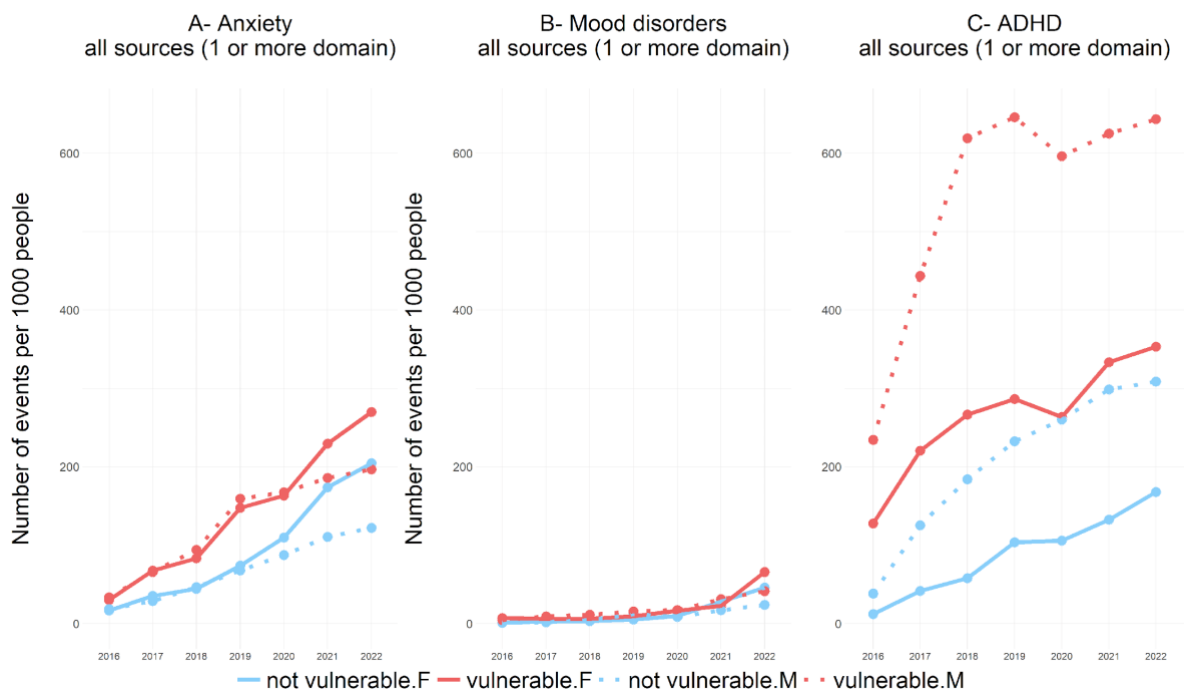 A- Anxiety
all sources (1 or more domain)
B- Mood disorders
all sources (1 or more domain)
C- ADHD
all sources (1 or more domain)
Number of events per 1000 people
600
400
200
0
2016 2017 2018 2019 2020 2021 2022
Number of events per 1000 people
600
400
200
0
2016 2017 2018 2019 2020 2021 2022
600
400
200
0
2016 2017 2018 2019 2020 2021 2022
not vulnerable.F vulnerable.F not vulnerable.M vulnerable.M